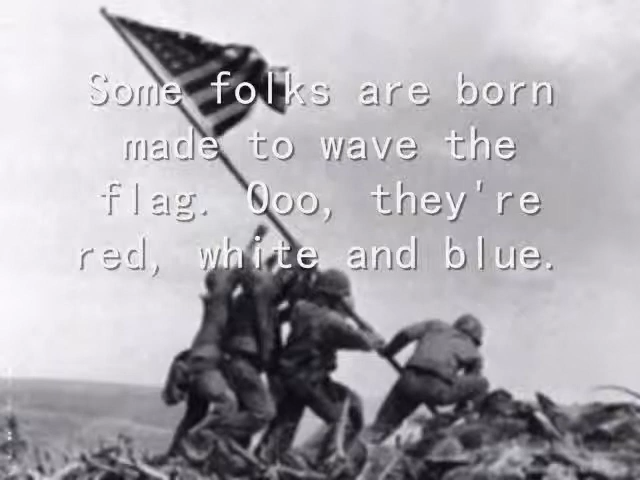 Some folks are born
made to wave the
flag. Ooo, they're
red, white and blue.